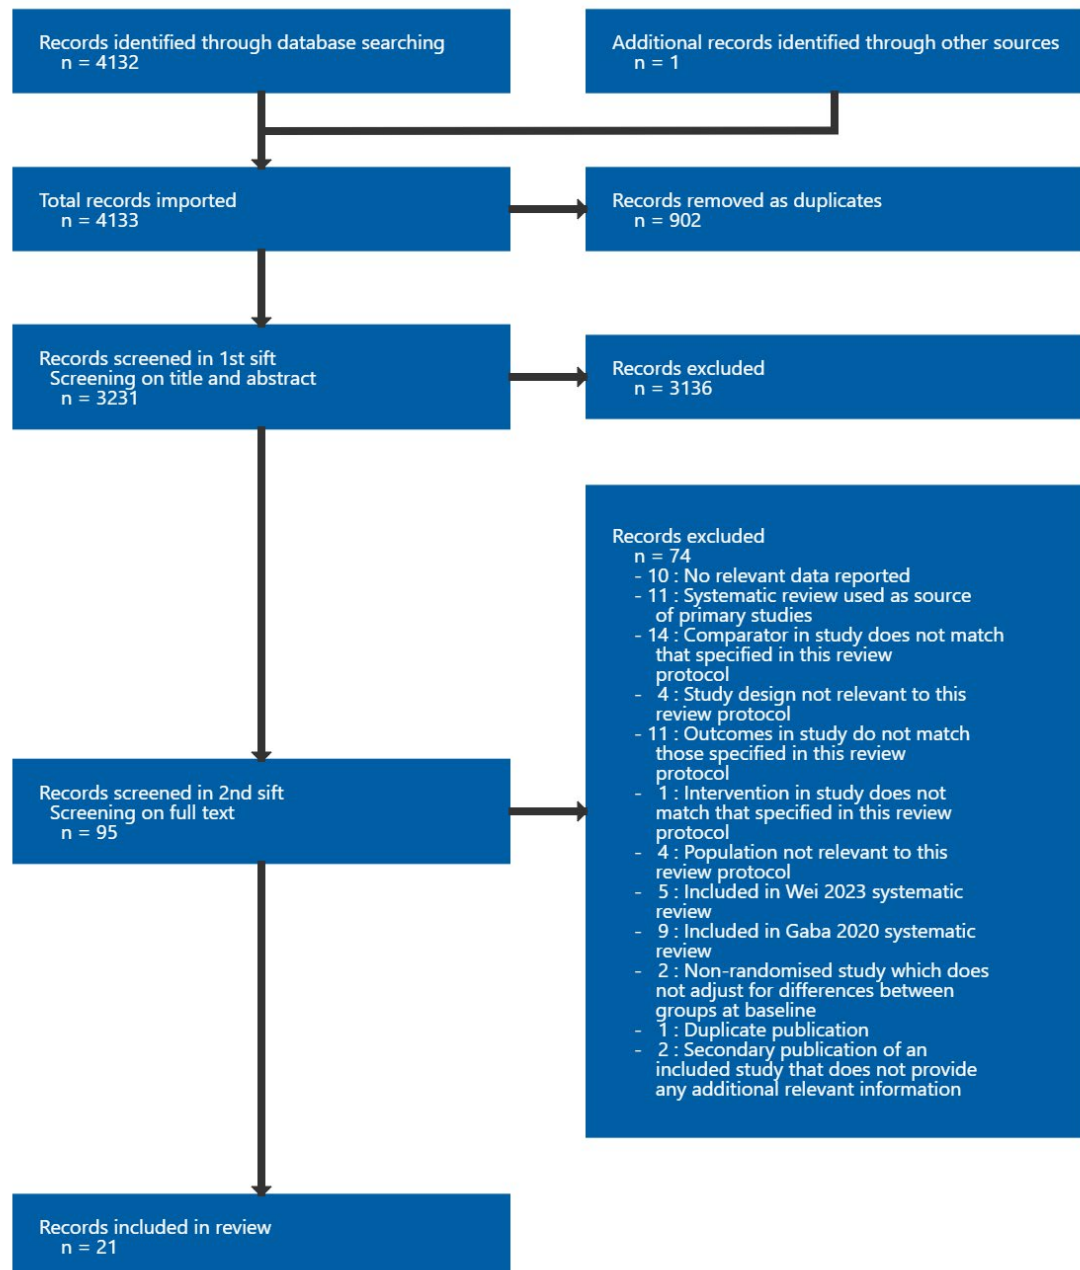 Records identified through database searching
n = 4132
Additional records identified through other sources
n = 1
Total records imported
n = 4133
Records removed as duplicates
n = 902
Records screened in 1st sift
Screening on title and abstract
n = 3231
Records excluded
n = 3136
Records screened in 2nd sift
Screening on full text
n = 95
Records excluded
n = 74
- 10 : No relevant data reported
- 11 : Systematic review used as source
of primary studies
- 14 : Comparator in study does not match
that specified in this review
protocol
- 4 : Study design not relevant to this
review protocol
- 11 : Outcomes in study do not match
those specified in this review
protocol
- 1 : Intervention in study does not
match that specified in this review
protocol
- 4 : Population not relevant to this
review protocol
- 5 : Included in Wei 2023 systematic
review
- 9 : Included in Gaba 2020 systematic
review
- 2 : Non-randomised study which does
not adjust for differences between
groups at baseline
- 1 : Duplicate publication
- 2 : Secondary publication of an
included study that does not provide
any additional relevant information
Records included in review
n = 21